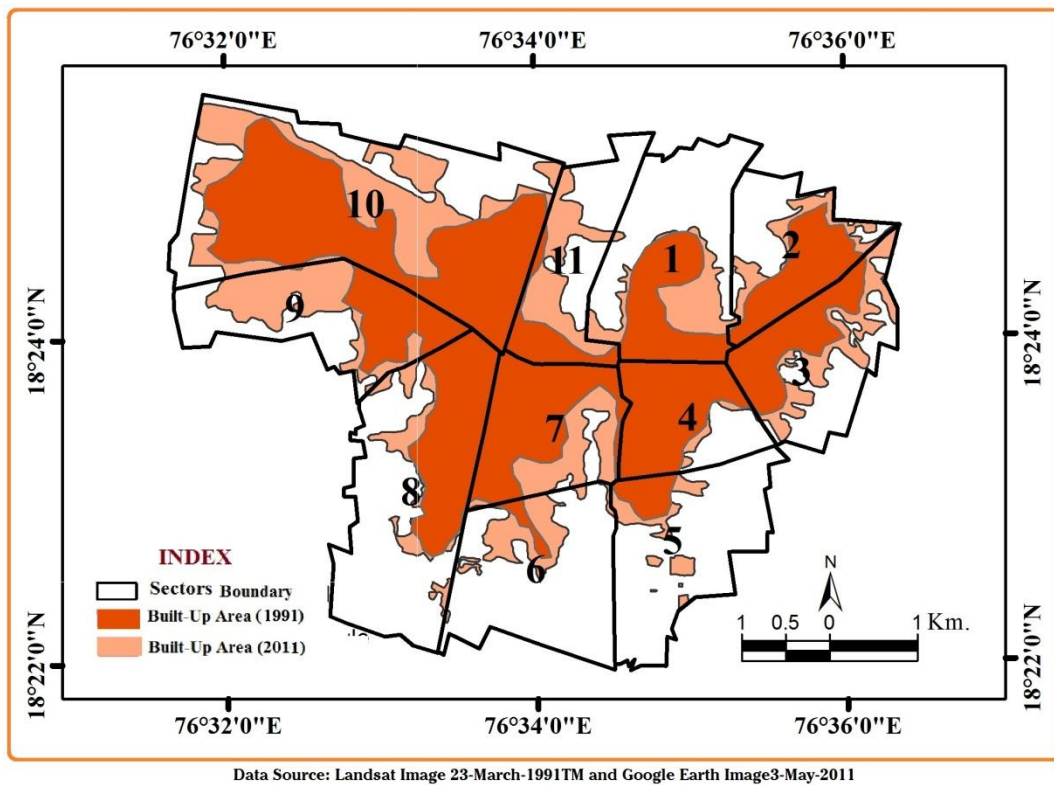 76°32'0"E 76°34'0"E 76°36'0"E
18°24'0"N
18°22'0"N
18°24'0"N
18°22'0"N
10
11
1
2
9
3
7
4
8
6
5
INDEX
Sectors Boundary
Built-Up Area (1991)
Built-Up Area (2011)
N
1 0.5 0 1 Km.
76°32'0"E 76°34'0"E 76°36'0"E
Data Source: Landsat Image 23-March-1991TM and Google Earth Image3-May-2011